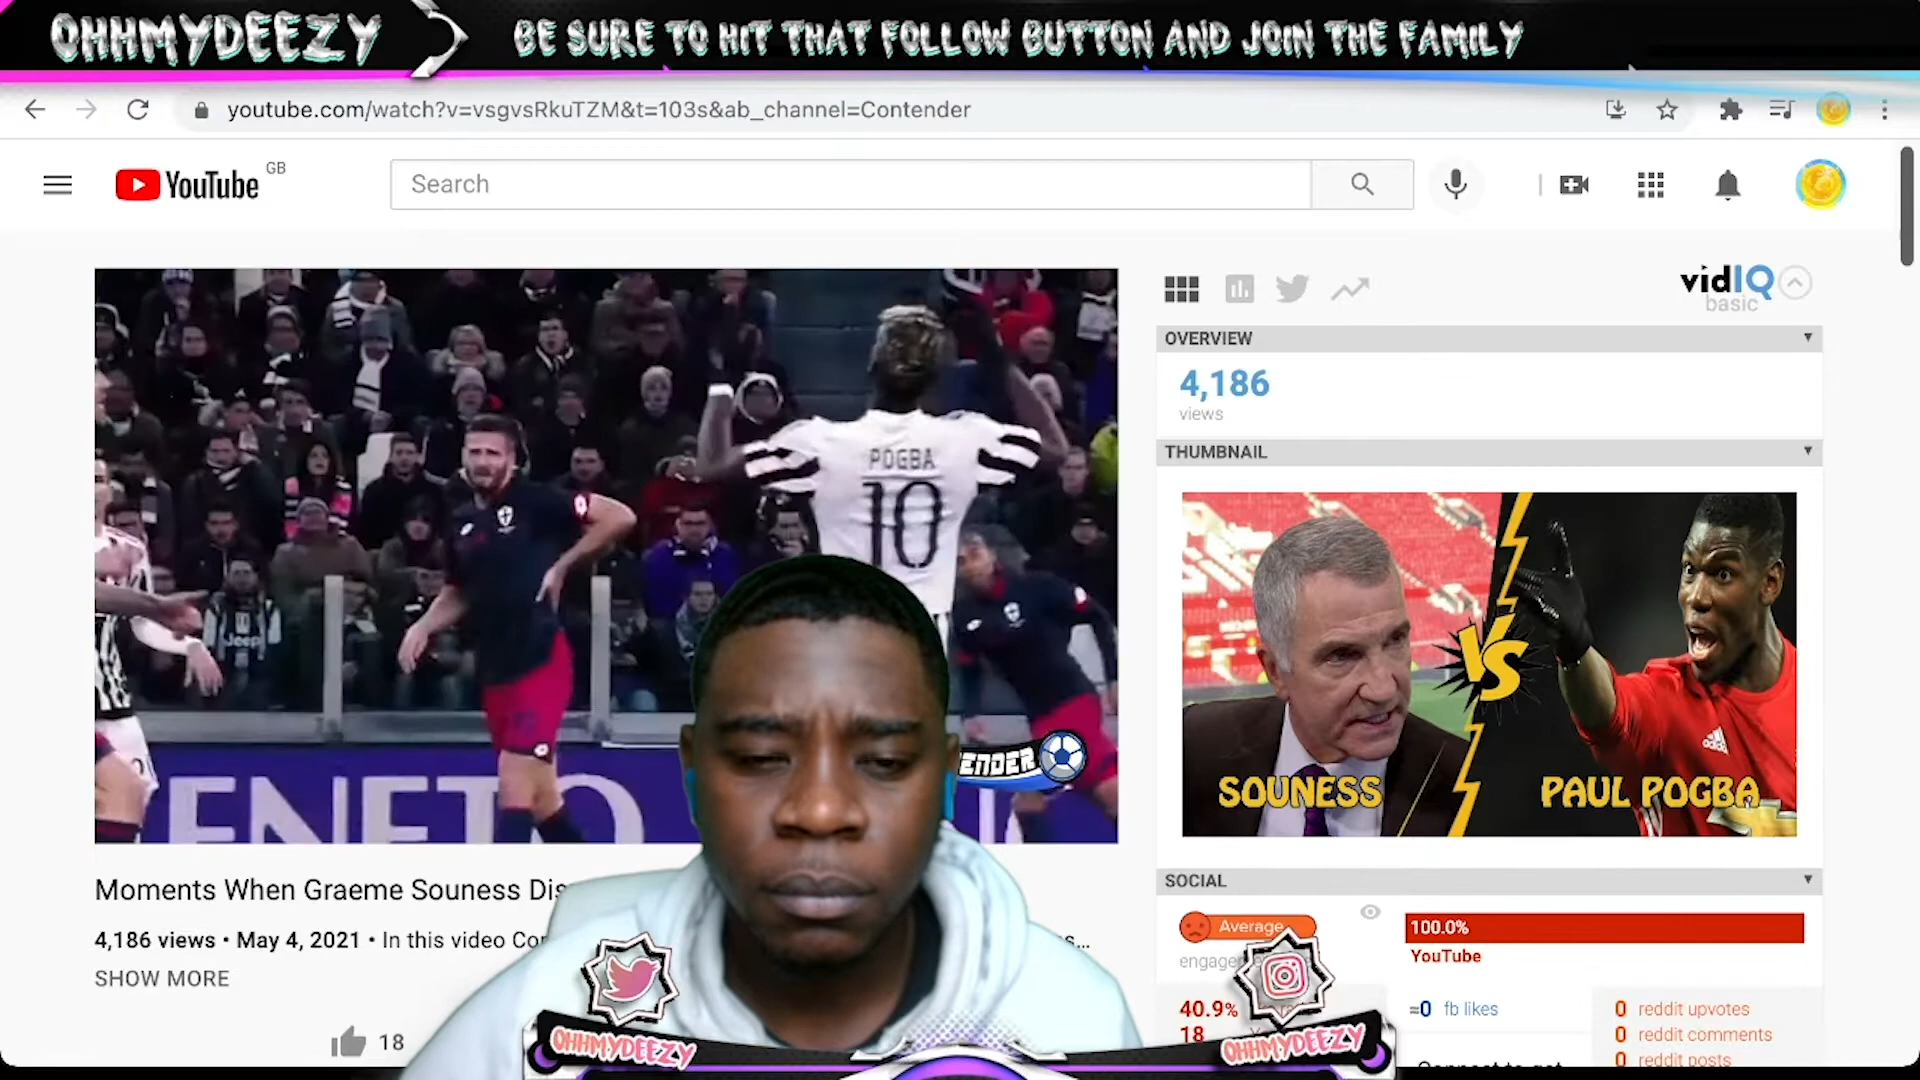 OHHMYDEEZY
BE SURE TO HIT THAT FOLLOW BUTTON AND JOIN THE FAMILY
youtube.com/watch?v=vsgvsRkuTZM&t=103s&ab_channel=Contender
YouTube GB
Search
vidIQ
basic
OVERVIEW
4,186
views
THUMBNAIL
POGBA
10
Jeep
ENDER
VS
SOUNESS
PAUL POGBA
Moments When Graeme Souness Dis
4,186 views • May 4, 2021 • In this video Co
s...
SHOW MORE
18
SOCIAL
Average
engage
100.0%
YouTube
40.9%
18
≈0 fb likes
0 reddit upvotes
0 reddit comments
0 reddit posts
OHHMYDEEZY
OHHMYDEEZY